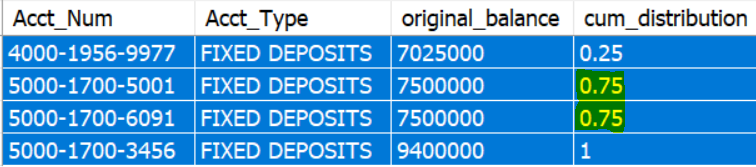 Acct_Num Acct_Type original_balance cum_distribution
4000-1956-9977 FIXED DEPOSITS 7025000 0.25
5000-1700-5001 FIXED DEPOSITS 7500000 0.75
5000-1700-6091 FIXED DEPOSITS 7500000 0.75
5000-1700-3456 FIXED DEPOSITS 9400000 1